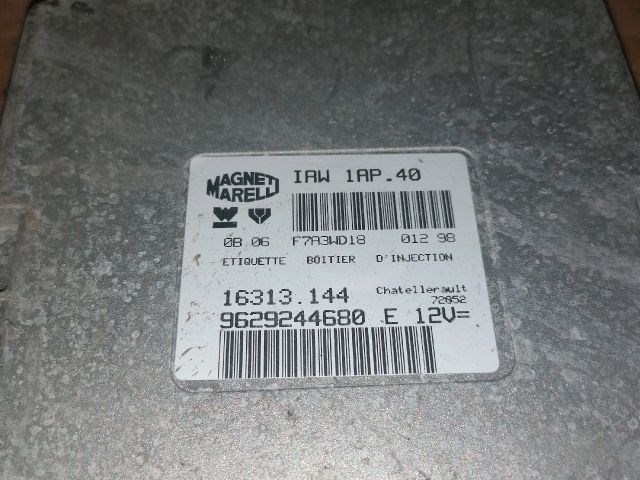 MAGNETI MARELLI
IAW 1AP.40
0B 06 F7A3WD18 012 98
ETIQUETTE BOITIER D'INJECTION
16313.144 Chatellerault
72052
9629244680 E 12V=